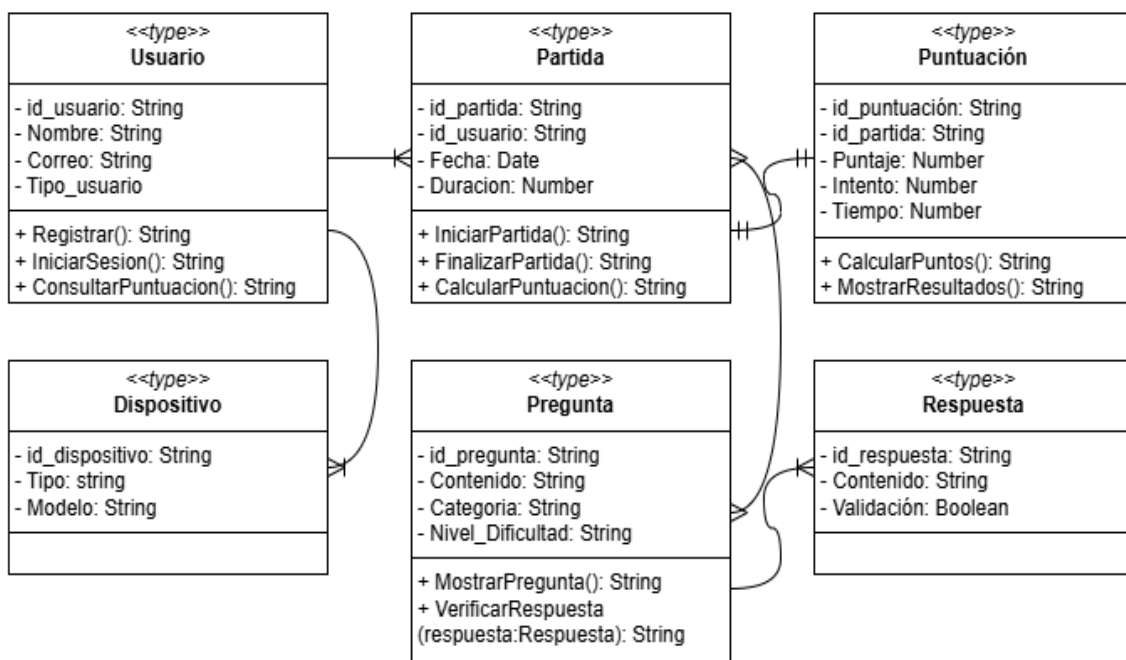 <<type>>
Usuario
- id_usuario: String
- Nombre: String
- Correo: String
- Tipo_usuario
+ Registrar(): String
+ IniciarSesion(): String
+ ConsultarPuntuacion(): String
<<type>>
Partida
- id_partida: String
- id_usuario: String
- Fecha: Date
- Duracion: Number
+ IniciarPartida(): String
+ FinalizarPartida(): String
+ CalcularPuntuacion(): String
<<type>>
Puntuación
- id_puntuación: String
- id_partida: String
- Puntaje: Number
- Intento: Number
- Tiempo: Number
+ CalcularPuntos(): String
+ MostrarResultados(): String
<<type>>
Dispositivo
- id_dispositivo: String
- Tipo: string
- Modelo: String
<<type>>
Pregunta
- id_pregunta: String
- Contenido: String
- Categoria: String
- Nivel_Dificultad: String
+ MostrarPregunta(): String
+ VerificarRespuesta
(respuesta:Respuesta): String
<<type>>
Respuesta
- id_respuesta: String
- Contenido: String
- Validación: Boolean